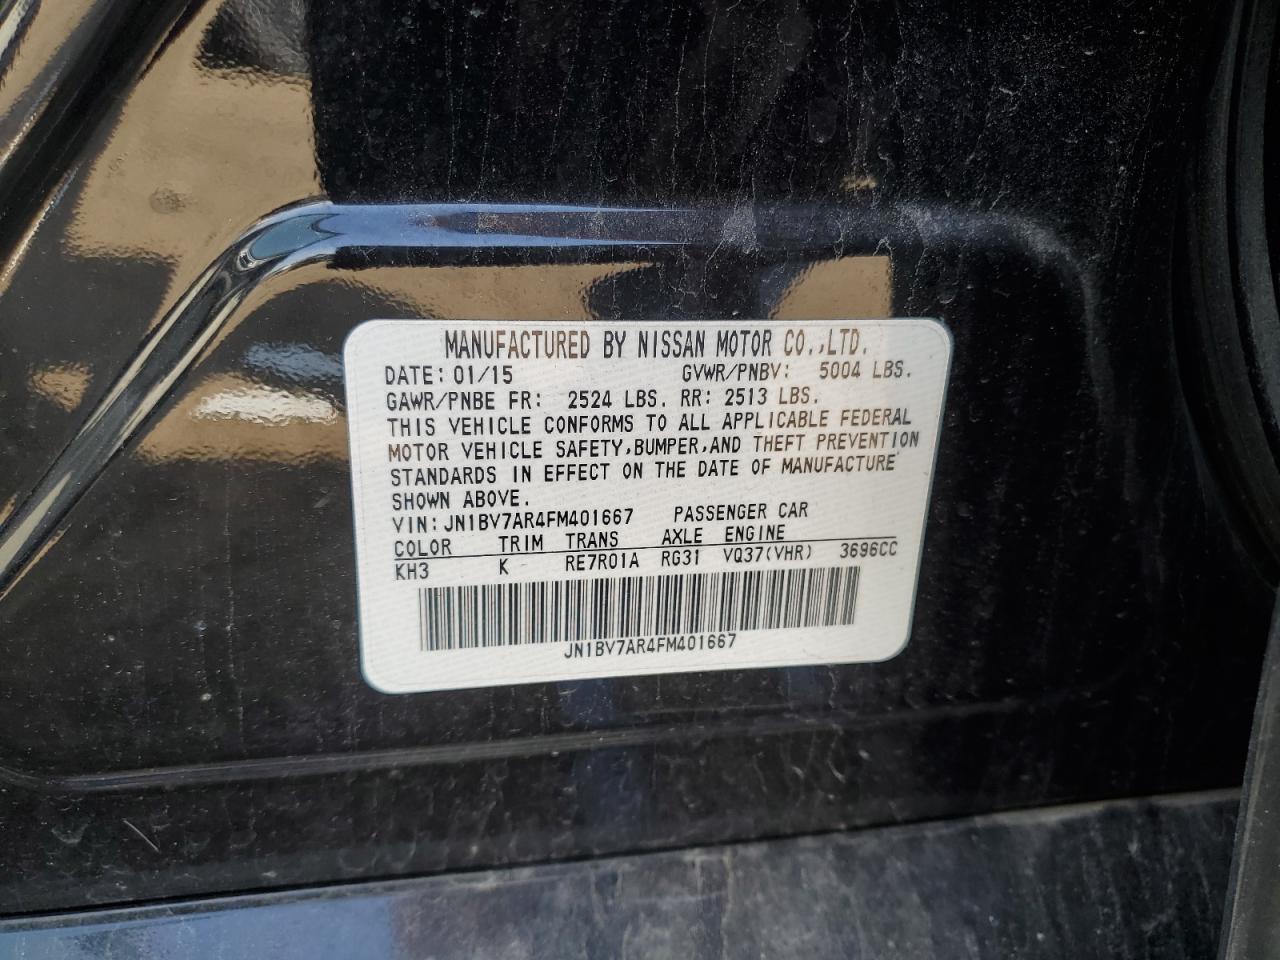 MANUFACTURED BY NISSAN MOTOR CO.,LTD.
DATE: 01/15 GVWR/PNBV: 5004 LBS.
GAWR/PNBE FR: 2524 LBS. RR: 2513 LBS.
THIS VEHICLE CONFORMS TO ALL APPLICABLE FEDERAL
MOTOR VEHICLE SAFETY,BUMPER,AND THEFT PREVENTION
STANDARDS IN EFFECT ON THE DATE OF MANUFACTURE
SHOWN ABOVE.
VIN: JN1BV7AR4FM401667 PASSENGER CAR
COLOR TRIM TRANS AXLE ENGINE
KH3 K RE7R01A RG31 VQ37(VHR) 3696CC
JN1BV7AR4FM401667